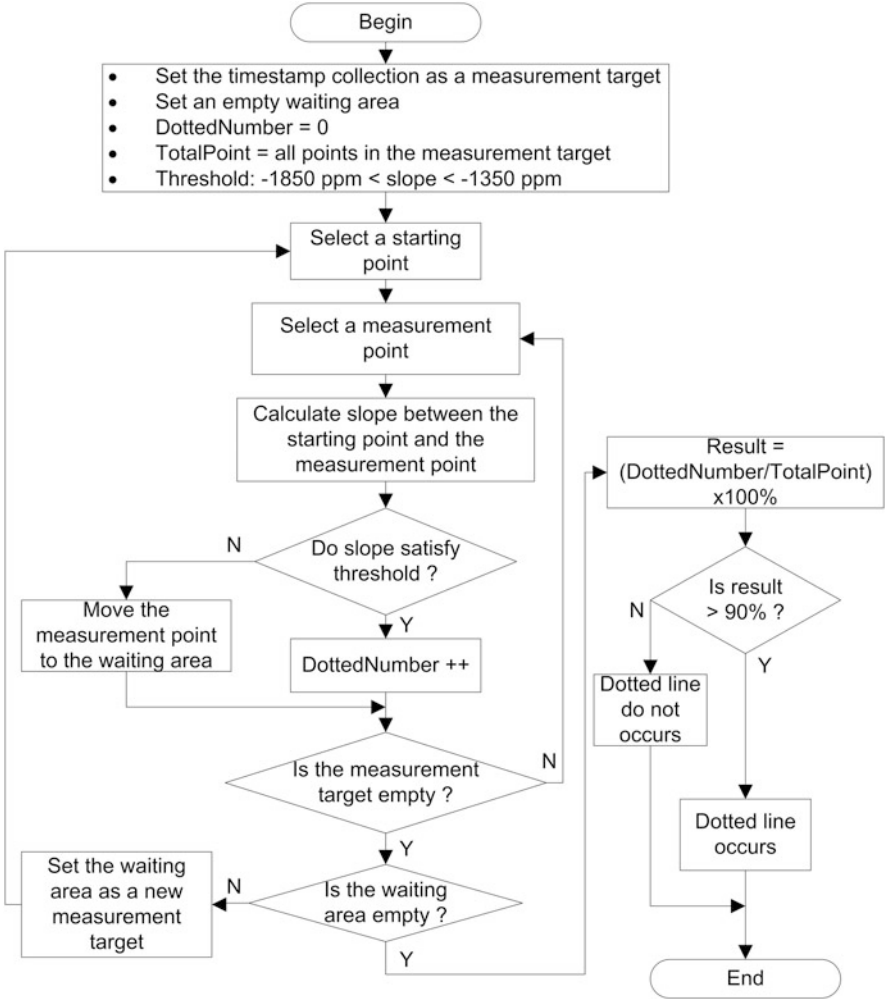 Begin
• Set the timestamp collection as a measurement target
• Set an empty waiting area
• DottedNumber = 0
• TotalPoint = all points in the measurement target
• Threshold: -1850 ppm < slope < -1350 ppm
Select a starting
point
Select a measurement
point
Calculate slope between the
starting point and the
measurement point
Do slope satisfy
threshold ?
N
Y
Move the
measurement point
to the waiting area
DottedNumber ++
Is the measurement
target empty ?
N
Y
Is the waiting
area empty ?
N
Y
Set the waiting
area as a new
measurement
target
Result =
(DottedNumber/TotalPoint)
x100%
Is result
> 90% ?
N
Y
Dotted line
do not
occurs
Dotted line
occurs
End